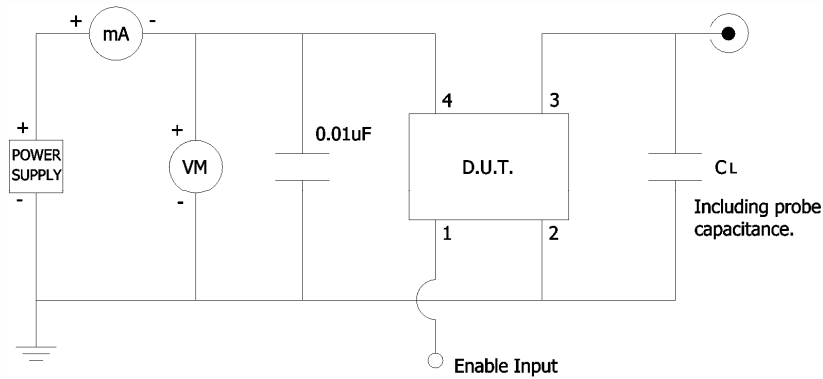 + mA -
4 3
0.01uF
+ +
POWER
SUPPLY
VM
D.U.T.
CL
- -
Including probe
capacitance.
1 2
Enable Input